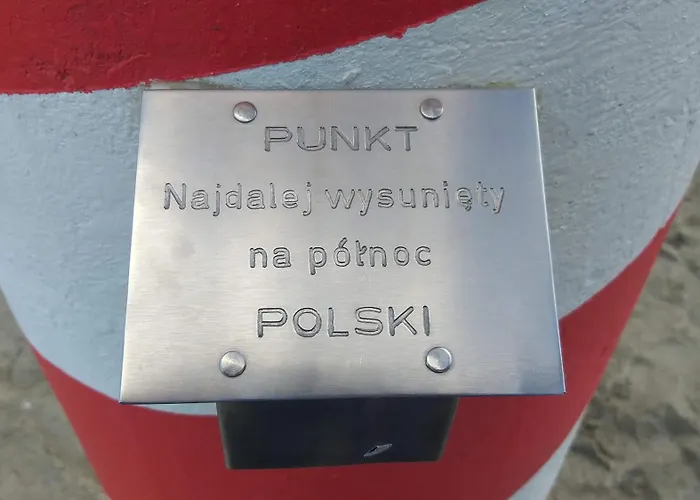 PUNKT
Najdalej wysunięty
na północ
POLSKI